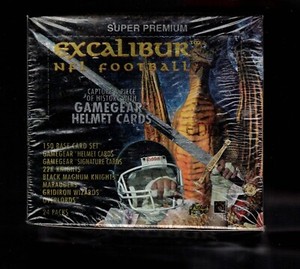 SUPER PREMIUM
EXCALIBUR
NFL FOOTBALL
CAPTURE A PIECE
OF HISTORY WITH
GAMEGEAR
HELMET CARDS
150 BASE CARD SET
GAMEGEAR HELMET CARDS
GAMEGEAR SIGNATURE CARDS
22K KNIGHTS
BLACK MAGNUM KNIGHT
MARAUDERS
GRIDIRON WIZARDS
OVERLORDS
24 PACKS